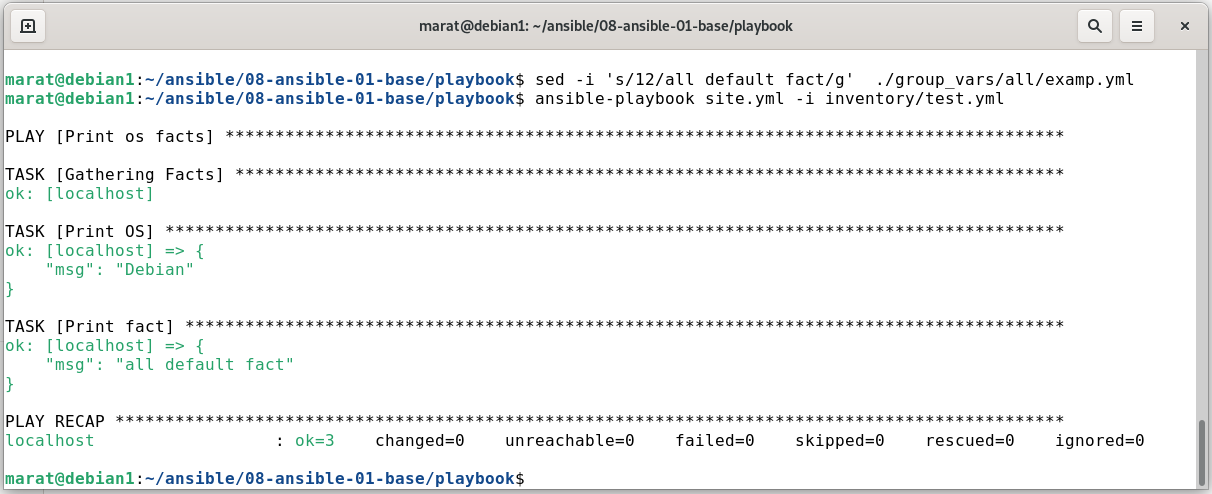 marat@debian1: ~/ansible/08-ansible-01-base/playbook
marat@debian1:~/ansible/08-ansible-01-base/playbook$ sed -i 's/12/all default fact/g'  ./group_vars/all/examp.yml
marat@debian1:~/ansible/08-ansible-01-base/playbook$ ansible-playbook site.yml -i inventory/test.yml
PLAY [Print os facts] ************************************************************************************
TASK [Gathering Facts] ***********************************************************************************
ok: [localhost]
TASK [Print OS] ******************************************************************************************
ok: [localhost] => {
    "msg": "Debian"
}
TASK [Print fact] ****************************************************************************************
ok: [localhost] => {
    "msg": "all default fact"
}
PLAY RECAP ***********************************************************************************************
localhost                  : ok=3    changed=0    unreachable=0    failed=0    skipped=0    rescued=0    ignored=0
marat@debian1:~/ansible/08-ansible-01-base/playbook$